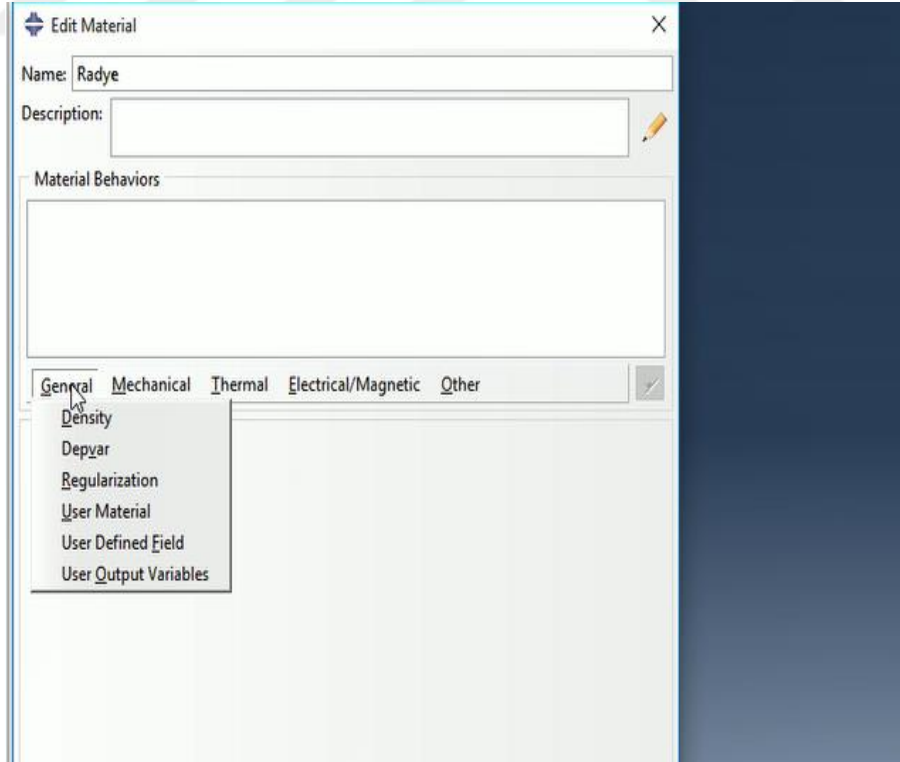 Edit Material
Name: Radye
Description:
Material Behaviors
General Mechanical Thermal Electrical/Magnetic Other
Density
Depvar
Regularization
User Material
User Defined Field
User Output Variables